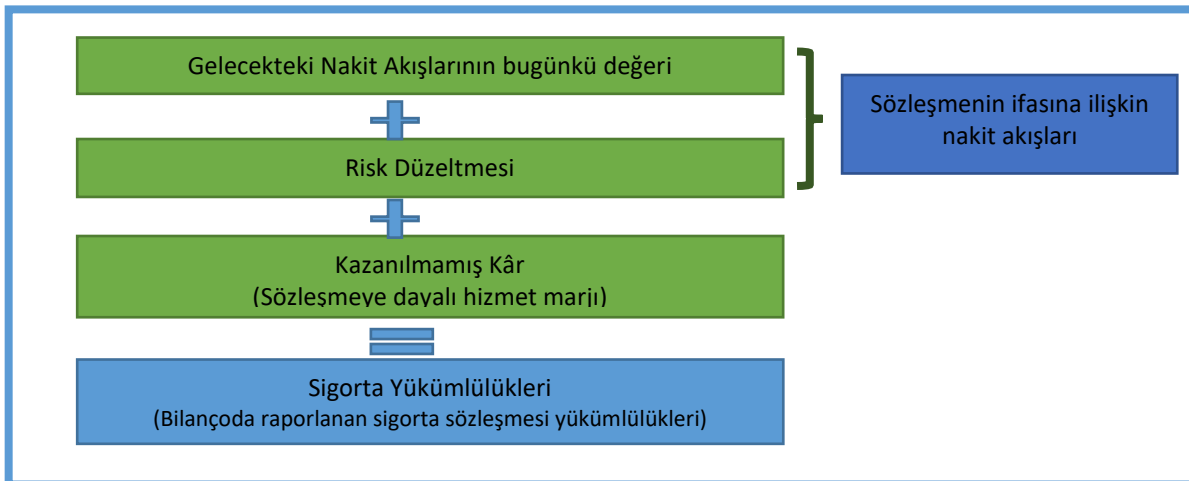 Gelecekteki Nakit Akışlarının bugünkü değeri
Sözleşmenin ifasına ilişkin
nakit akışları
Risk Düzeltmesi
Kazanılmamış Kâr
(Sözleşmeye dayalı hizmet marjı)
Sigorta Yükümlülükleri
(Bilançoda raporlanan sigorta sözleşmesi yükümlülükleri)